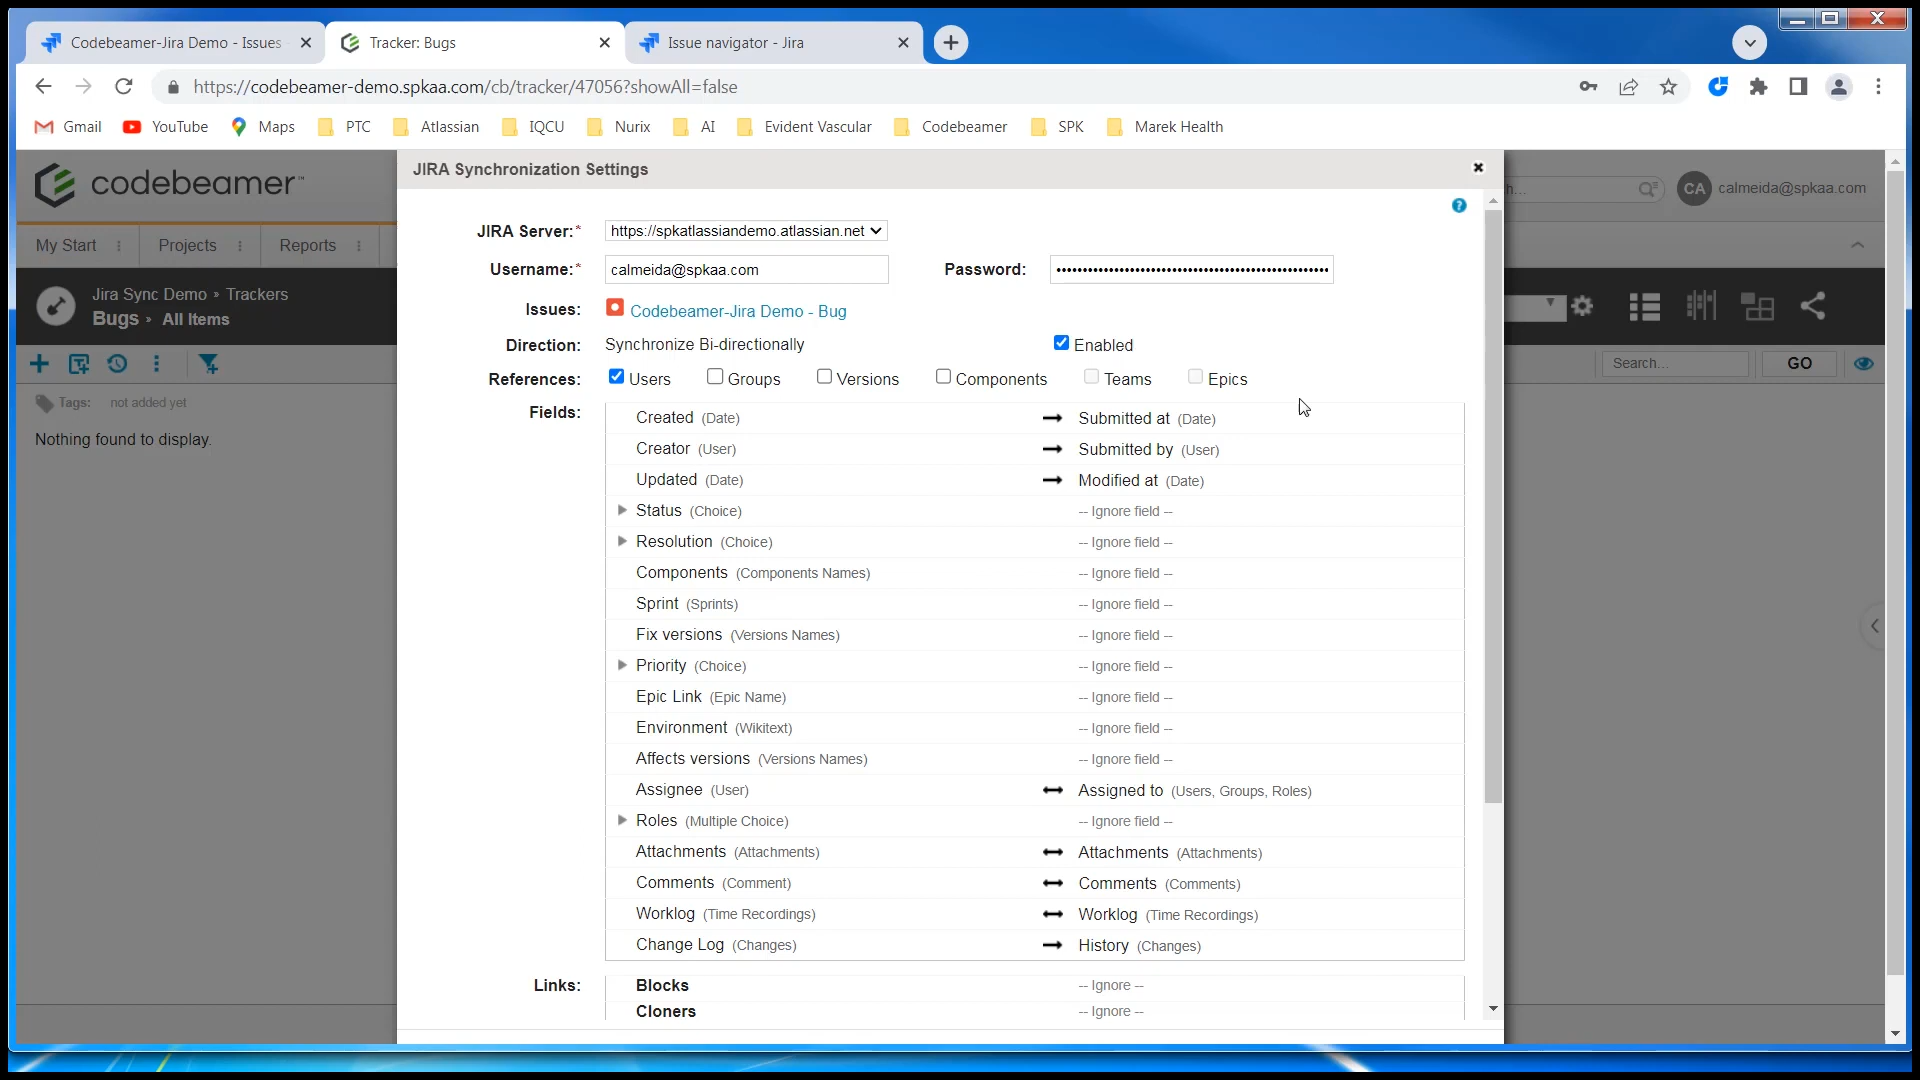 Codebeamer-Jira Demo - Issues
Tracker: Bugs
Issue navigator - Jira
https://codebeamer-demo.spkaa.com/cb/tracker/47056?showAll=false
Gmail YouTube Maps PTC Atlassian IQCU Nurix AI Evident Vascular Codebeamer SPK Marek Health
codebeamer™
JIRA Synchronization Settings
h...
CA calmeida@spkaa.com
My Start Projects Reports
Jira Sync Demo » Trackers
Bugs » All Items
Search... GO
Tags: not added yet
Nothing found to display.
JIRA Server:* https://spkatlassiandemo.atlassian.net
Username:* calmeida@spkaa.com Password: ••••••••••••••••••••••••••••••••••••••••••••••••••••
Issues: Codebeamer-Jira Demo - Bug
Direction: Synchronize Bi-directionally Enabled
References: Users Groups Versions Components Teams Epics
Fields: Created (Date) Submitted at (Date)
Creator (User) Submitted by (User)
Updated (Date) Modified at (Date)
Status (Choice) -- Ignore field --
Resolution (Choice) -- Ignore field --
Components (Components Names) -- Ignore field --
Sprint (Sprints) -- Ignore field --
Fix versions (Versions Names) -- Ignore field --
Priority (Choice) -- Ignore field --
Epic Link (Epic Name) -- Ignore field --
Environment (Wikitext) -- Ignore field --
Affects versions (Versions Names) -- Ignore field --
Assignee (User) Assigned to (Users, Groups, Roles)
Roles (Multiple Choice) -- Ignore field --
Attachments (Attachments) Attachments (Attachments)
Comments (Comment) Comments (Comments)
Worklog (Time Recordings) Worklog (Time Recordings)
Change Log (Changes) History (Changes)
Links: Blocks -- Ignore --
Cloners -- Ignore --